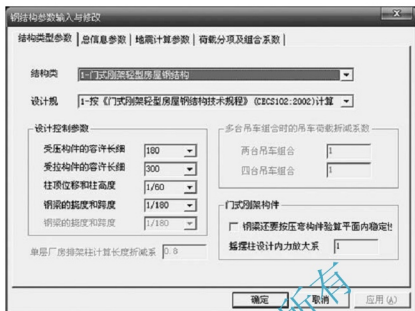 钢结构参数输入与修改
结构类型参数 总信息参数 地震计算参数 荷载分项及组合系数
结构类 1-门式刚架轻型房屋钢结构
设计规 1-按《门式刚架轻型房屋钢结构技术规程》(CECS102:2002)计算
设计控制参数
受压构件的容许长细 180
受拉构件的容许长细 300
柱顶位移和柱高度 1/60
钢梁的挠度和跨度 1/180
钢梁的挠度和跨度 1/180
单层厂房排架柱计算长度折减系 0.8
多台吊车组合时的吊车荷载折减系数
两台吊车组合 1
四台吊车组合 1
门式刚架构件
钢梁还要按压弯构件验算平面内稳定性
摇摆柱设计内力放大系 1
确定 取消 应用(A)
所有